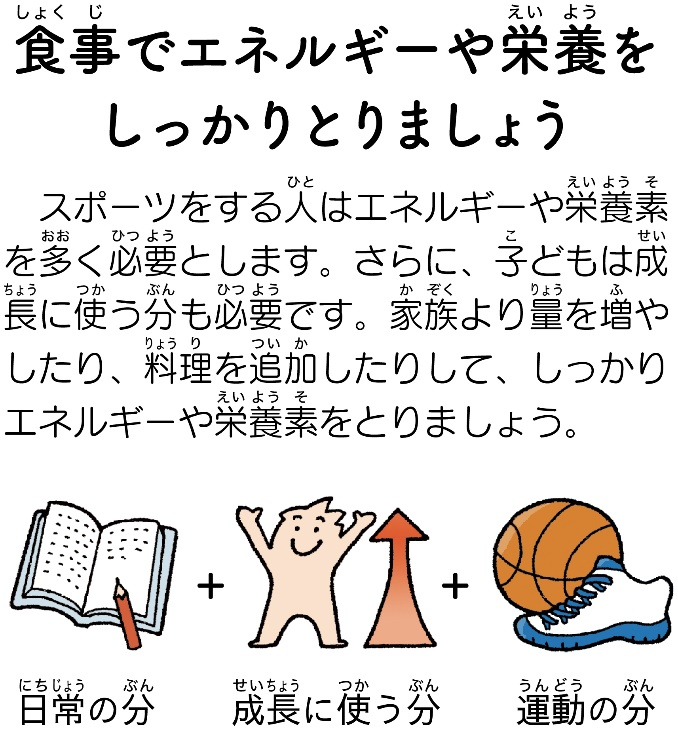 食事でエネルギーや栄養を
しっかりとりましょう
スポーツをする人はエネルギーや栄養素
を多く必要とします。さらに、子どもは成
長に使う分も必要です。家族より量を増や
したり、料理を追加したりして、しっかり
エネルギーや栄養素をとりましょう。
+ +
日常の分 成長に使う分 運動の分